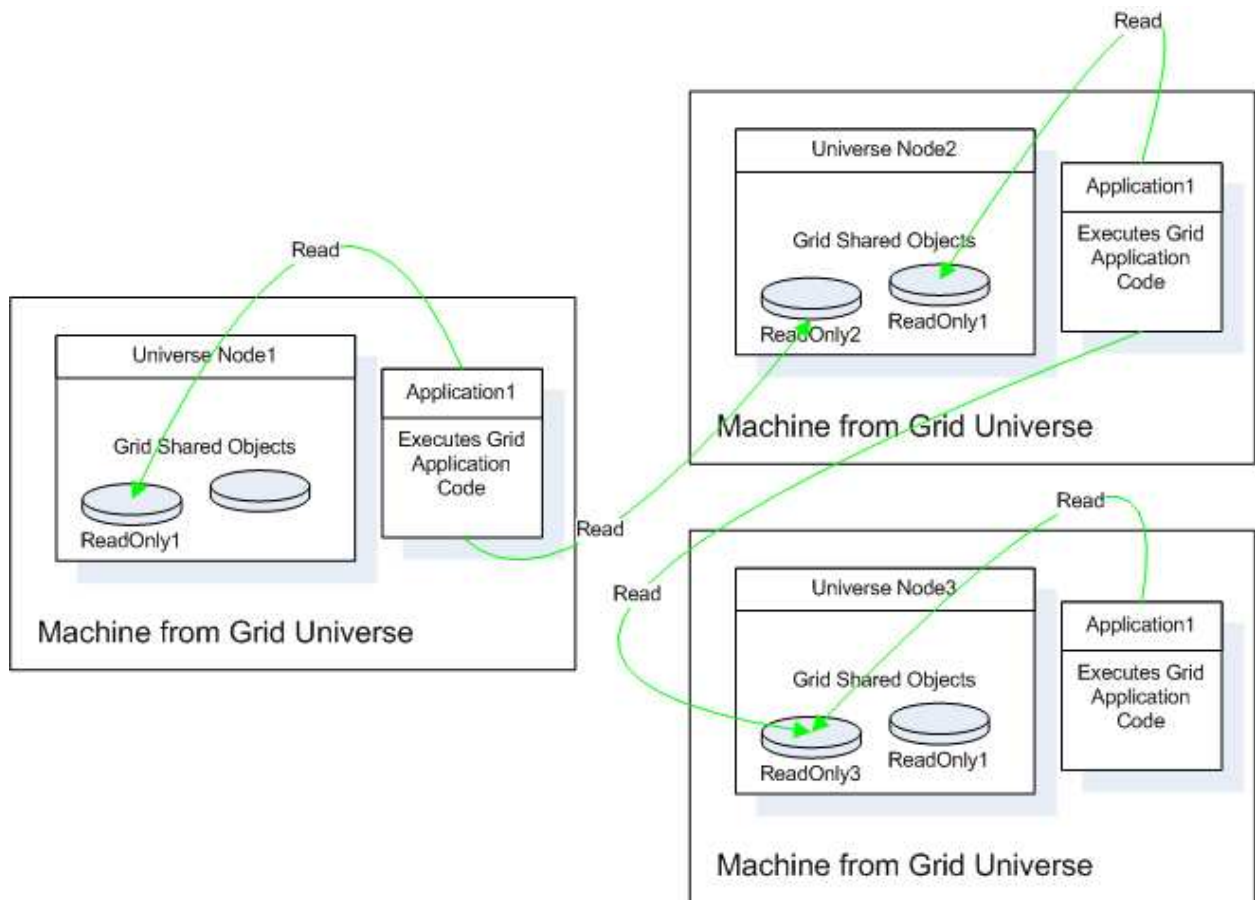 Read
Universe Node2
Application1
Grid Shared Objects
Executes Grid
Application
Code
ReadOnly2
ReadOnly1
Machine from Grid Universe
Read
Universe Node1
Application1
Grid Shared Objects
Executes Grid
Application
Code
ReadOnly1
Machine from Grid Universe
Read
Read
Read
Universe Node3
Application1
Grid Shared Objects
Executes Grid
Application
Code
ReadOnly3
ReadOnly1
Machine from Grid Universe